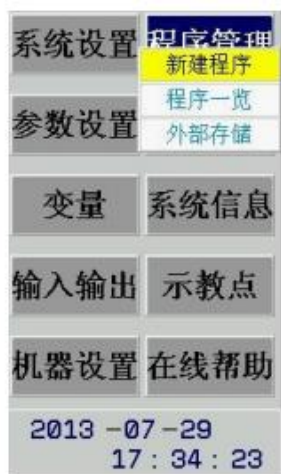 系统设置 程序管理
新建程序
程序一览
参数设置
外部存储
变量 系统信息
输入输出 示教点
机器设置 在线帮助
2013 -07 -29
17 : 34 : 23